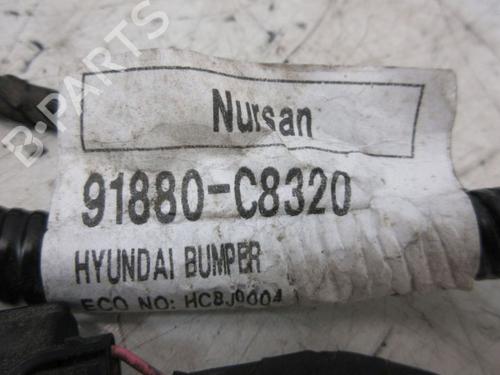 B-PARTS
Nursan
91880-C8320
HYUNDAI BUMPER
ECO NO: HC8J0004